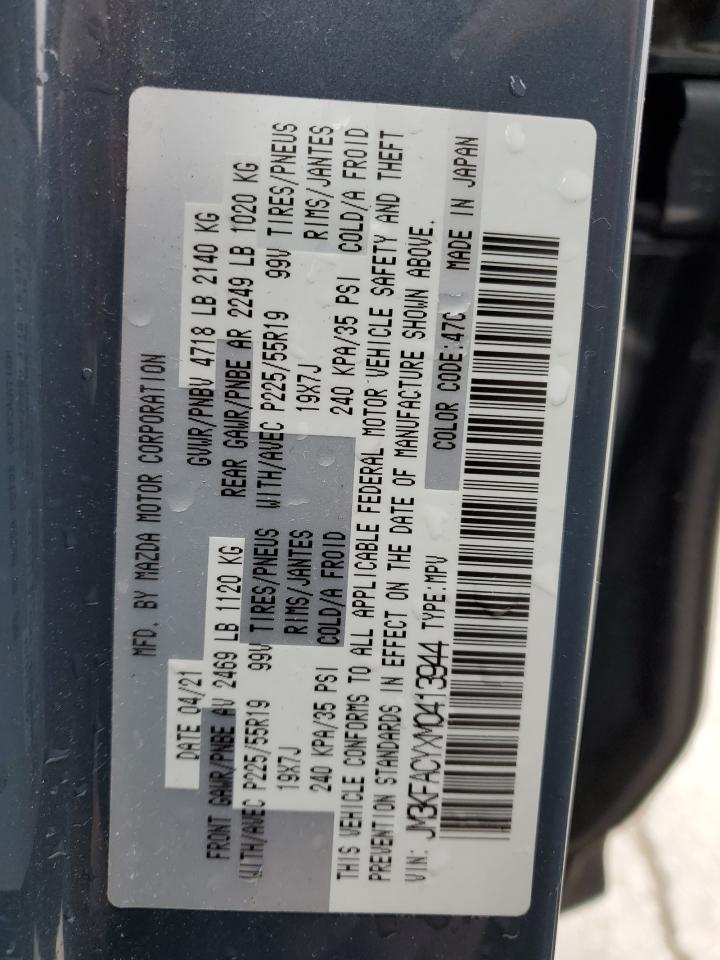 MFD. BY MAZDA MOTOR CORPORATION
DATE 04/21 GVWR/PNBV 4718 LB 2140 KG
FRONT GAWR/PNBE AV 2469 LB 1120 KG REAR GAWR/PNBE AR 2249 LB 1020 KG
WITH/AVEC P225/55R19 99V TIRES/PNEUS WITH/AVEC P225/55R19 99V TIRES/PNEUS
19X7J RIMS/JANTES 19X7J RIMS/JANTES
240 KPA/35 PSI COLD/A FROID 240 KPA/35 PSI COLD/A FROID
THIS VEHICLE CONFORMS TO ALL APPLICABLE FEDERAL MOTOR VEHICLE SAFETY AND THEFT
PREVENTION STANDARDS IN EFFECT ON THE DATE OF MANUFACTURE SHOWN ABOVE.
VIN: JM3KFACYXM0413944 TYPE:MPV COLOR CODE:47C MADE IN JAPAN